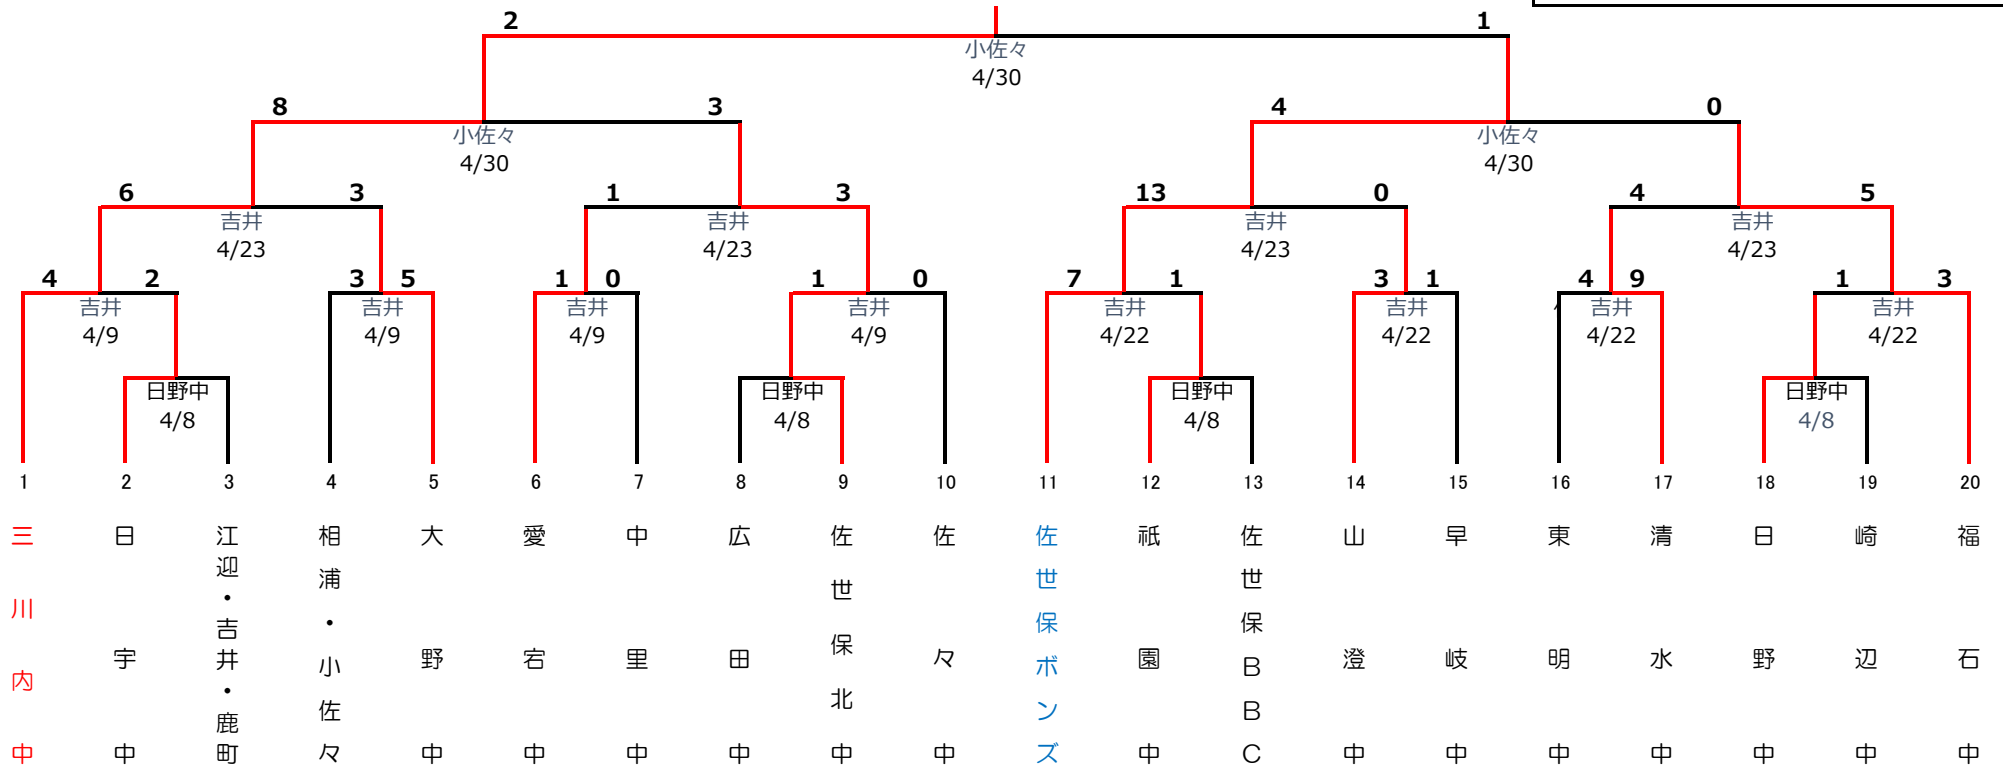 2 1
小佐々
4/30
8 3 4 0
小佐々 小佐々
4/30 4/30
6 3 1 3 13 0 4 5
吉井 吉井 吉井 吉井
4/23 4/23 4/23 4/23
4 2 3 5 1 0 1 0 7 1 3 1 4 9 1 3
吉井 吉井 吉井 吉井 吉井 吉井 吉井 吉井
4/9 4/9 4/9 4/9 4/22 4/22 4/22 4/22
日野中 日野中 日野中 日野中
4/8 4/8 4/8 4/8
1 2 3 4 5 6 7 8 9 10 11 12 13 14 15 16 17 18 19 20
三川内中
日宇中
江迎・吉井・鹿町
相浦・小佐々
大野中
愛宕中
中里中
広田中
佐世保北中
佐々中
佐世保ボンズ
祇園中
佐世保BBC
山澄中
早岐中
東明中
清水中
日野中
崎辺中
福石中